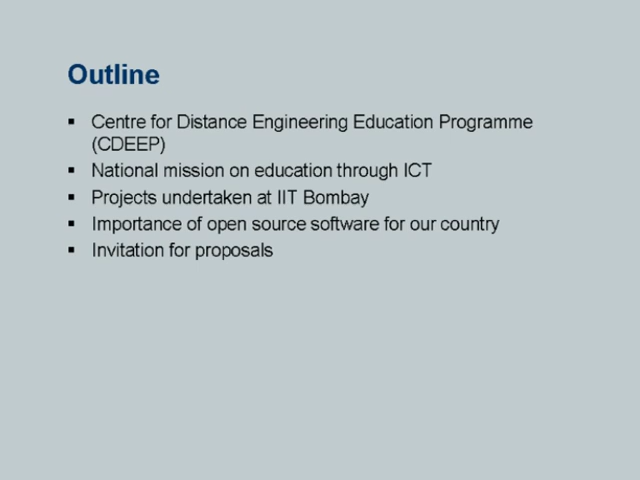 Outline
▪ Centre for Distance Engineering Education Programme
(CDEEP)
▪ National mission on education through ICT
▪ Projects undertaken at IIT Bombay
▪ Importance of open source software for our country
▪ Invitation for proposals